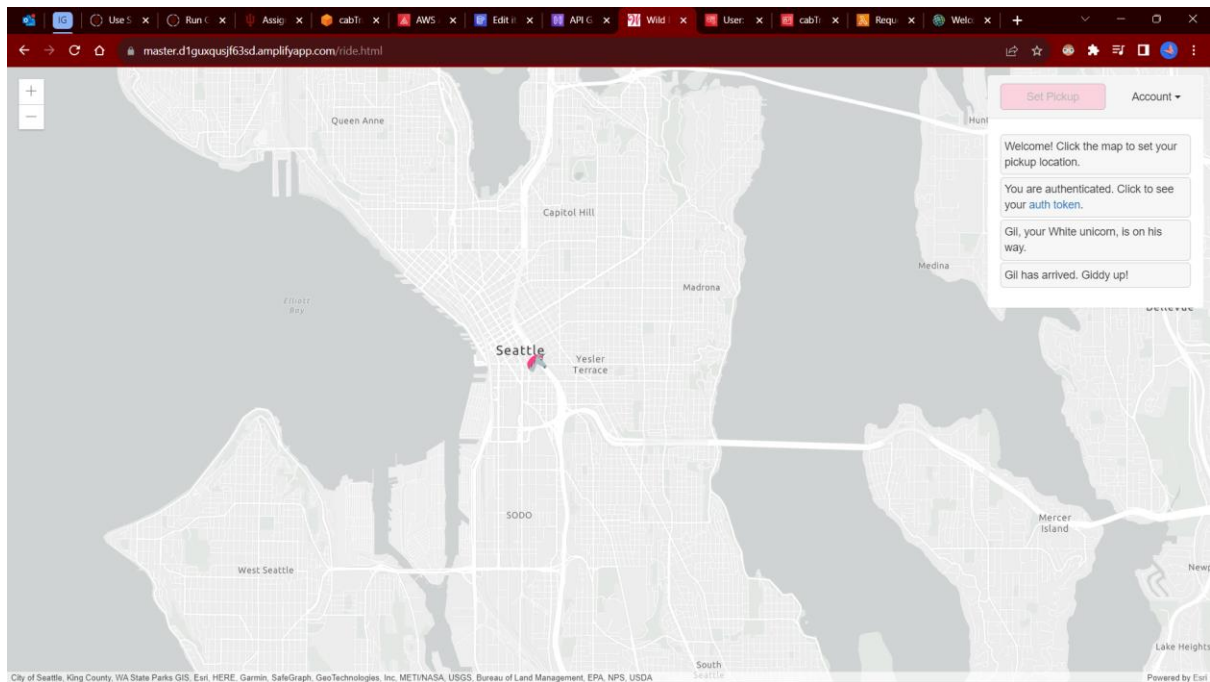 IG
Use S
Run C
Assig
cabTr
AWS
Edit i
API G
Wild
User:
cabTr
Requ
Welc
master.d1guxqusjf63sd.amplifyapp.com/ride.html
+
−
Set Pickup
Account
Welcome! Click the map to set your
pickup location.
You are authenticated. Click to see
your auth token.
Gil, your White unicorn, is on his
way.
Gil has arrived. Giddy up!
Queen Anne
Capitol Hill
Medina
Madrona
Elliott
Bay
Bellevue
Seattle
Yesler
Terrace
SODO
Mercer
Island
West Seattle
South
Seattle
Lake Heights
City of Seattle, King County, WA State Parks GIS, Esri, HERE, Garmin, SafeGraph, GeoTechnologies, Inc, METI/NASA, USGS, Bureau of Land Management, EPA, NPS, USDA
Powered by Esri